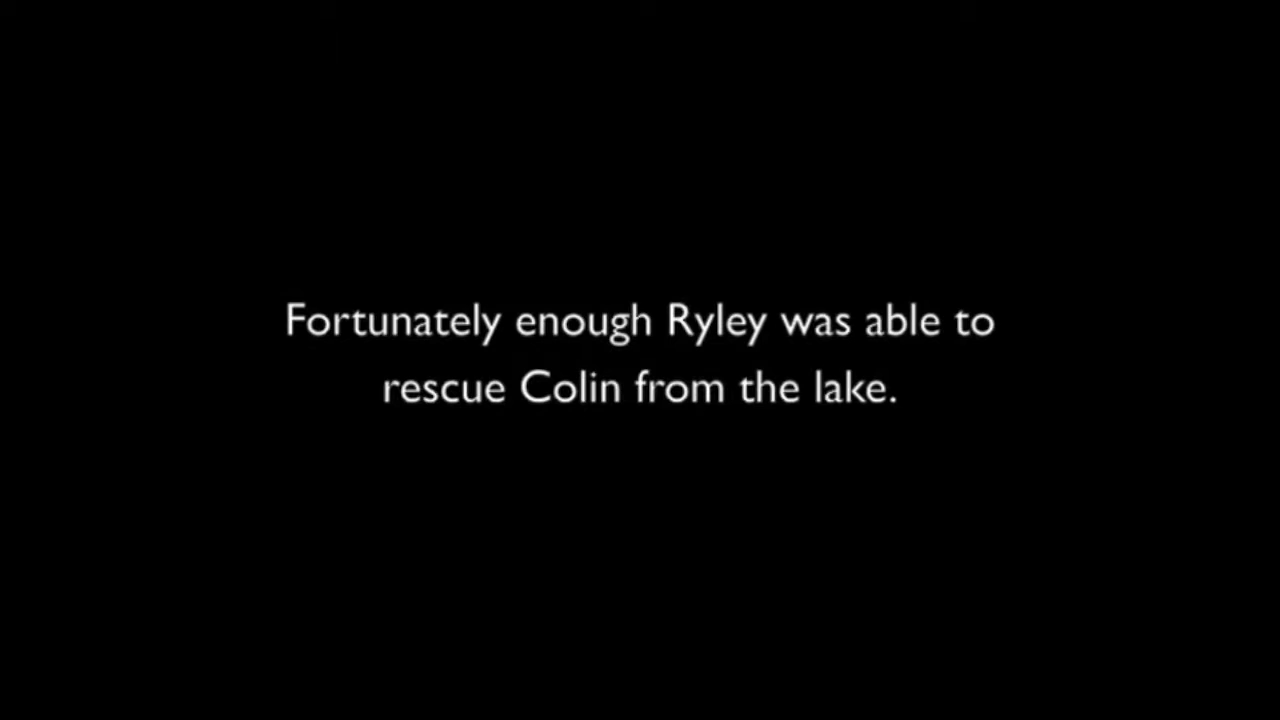 Fortunately enough Ryley was able to
rescue Colin from the lake.